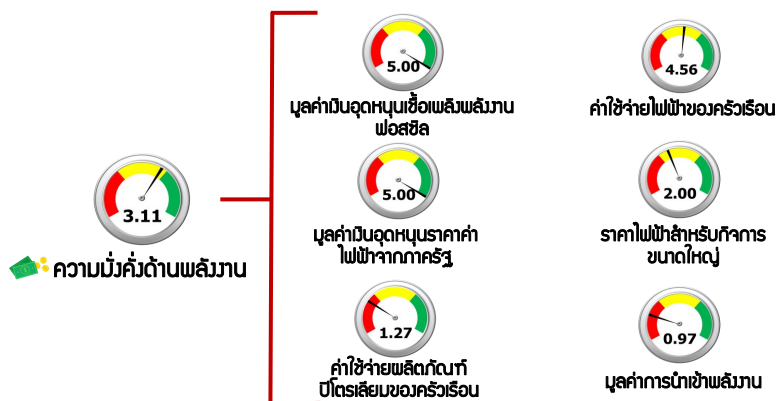 5.00
มูลค่าเงินอุดหนุนเชื้อเพลิงพลังงาน
ฟอสซิล
4.56
ค่าใช้จ่ายไฟฟ้าของครัวเรือน
3.11
ความมั่งคั่งด้านพลังงาน
5.00
มูลค่าเงินอุดหนุนราคาค่า
ไฟฟ้าจากภาครัฐ
2.00
ราคาไฟฟ้าสำหรับกิจการ
ขนาดใหญ่
1.27
ค่าใช้จ่ายผลิตภัณฑ์
ปิโตรเลียมของครัวเรือน
0.97
มูลค่าการนำเข้าพลังงาน